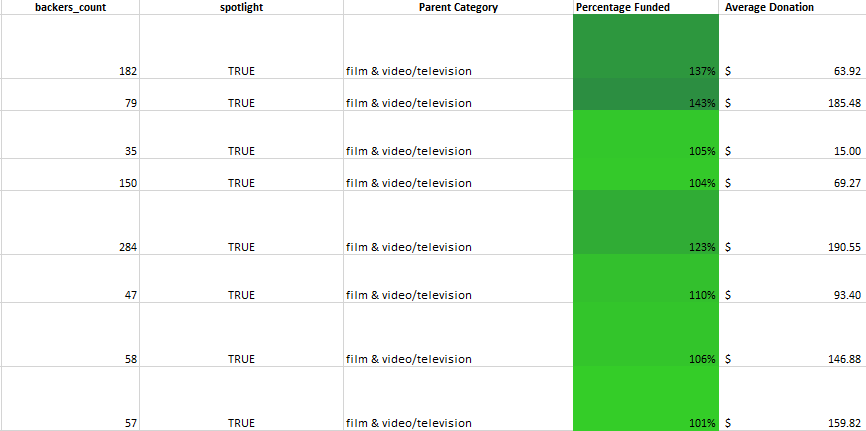 backers_count spotlight Parent Category Percentage Funded Average Donation
182 TRUE film & video/television 137% $ 63.92
79 TRUE film & video/television 143% $ 185.48
35 TRUE film & video/television 105% $ 15.00
150 TRUE film & video/television 104% $ 69.27
284 TRUE film & video/television 123% $ 190.55
47 TRUE film & video/television 110% $ 93.40
58 TRUE film & video/television 106% $ 146.88
57 TRUE film & video/television 101% $ 159.82